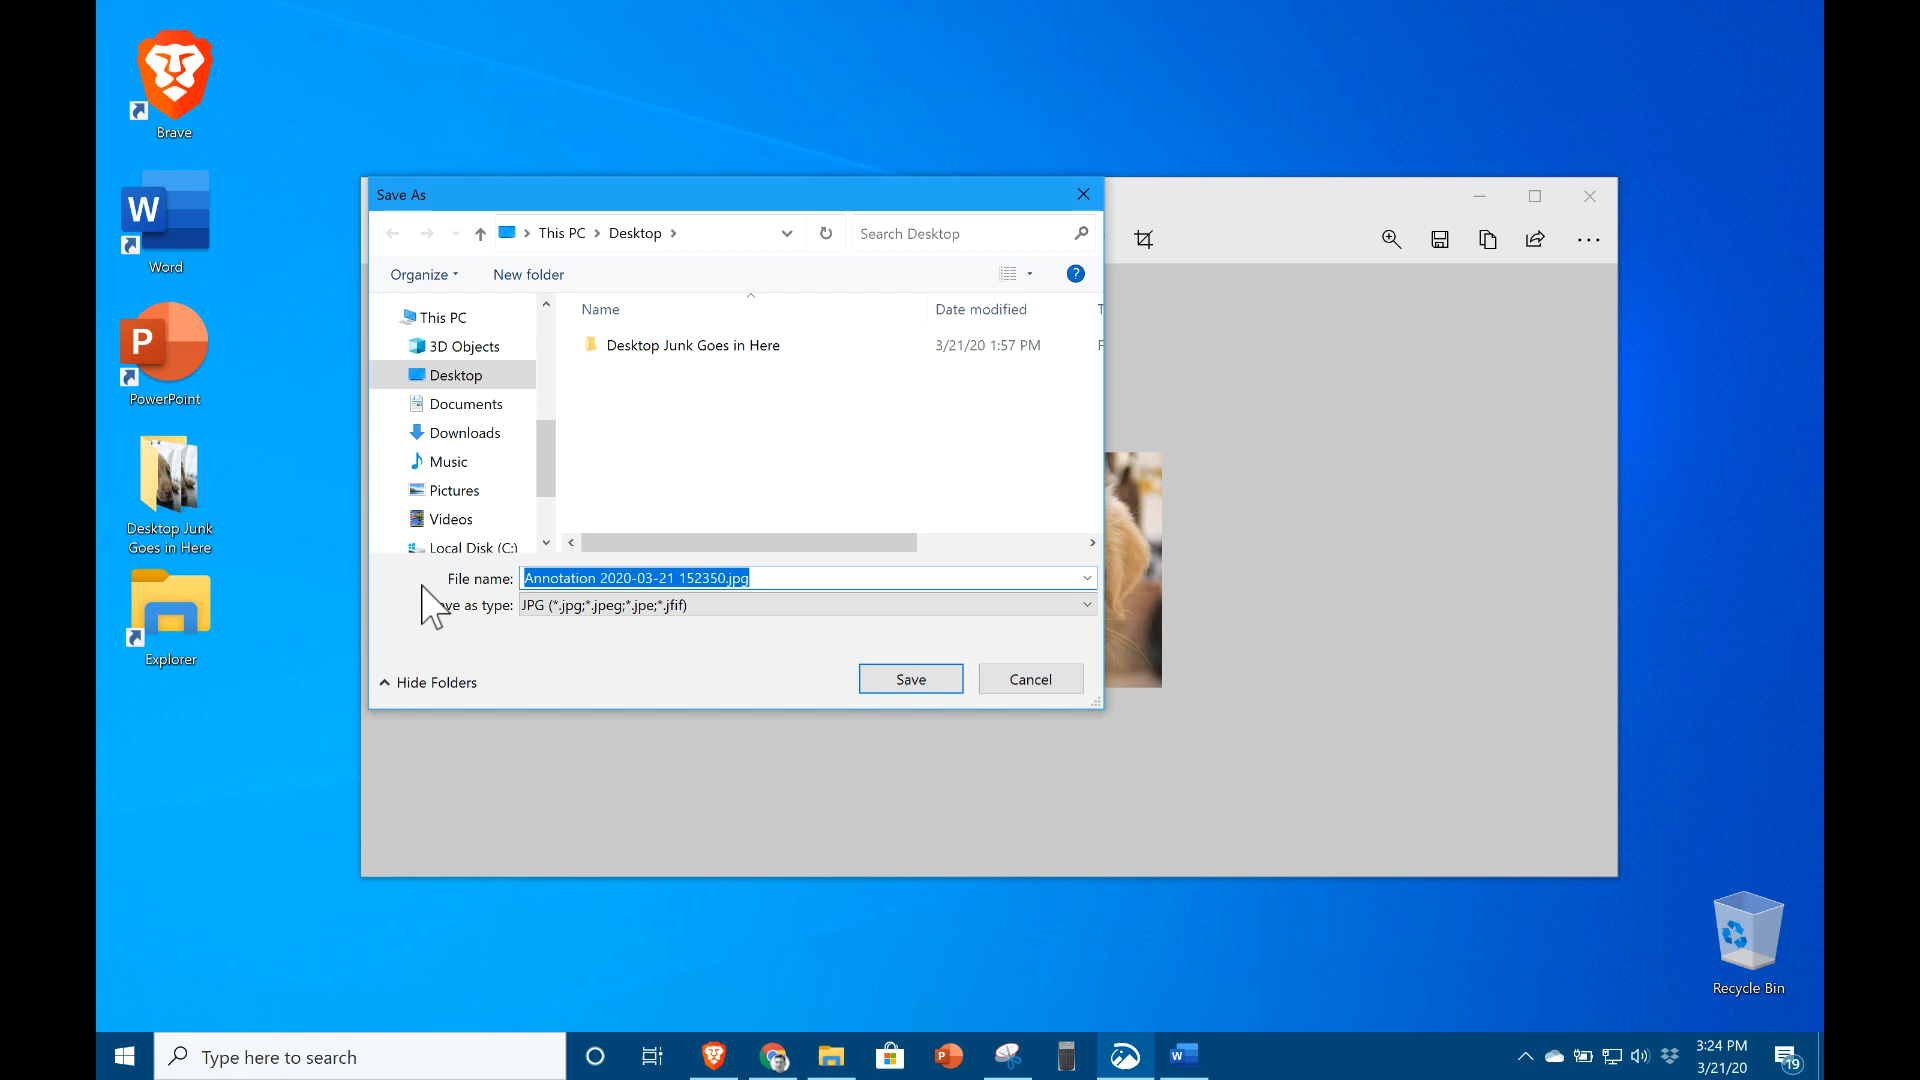 Brave
Word
PowerPoint
Desktop Junk
Goes in Here
Explorer
Save As
This PC
Desktop
Search Desktop
Organize
New folder
Name
Date modified
This PC
3D Objects
Desktop
Documents
Downloads
Music
Pictures
Videos
Local Disk (C:)
Desktop Junk Goes in Here
3/21/20 1:57 PM
File name:
Annotation 2020-03-21 152350.jpg
as type:
JPG (*.jpg;*.jpeg;*.jpe;*.jfif)
Hide Folders
Save
Cancel
Recycle Bin
Type here to search
3:24 PM
3/21/20
19